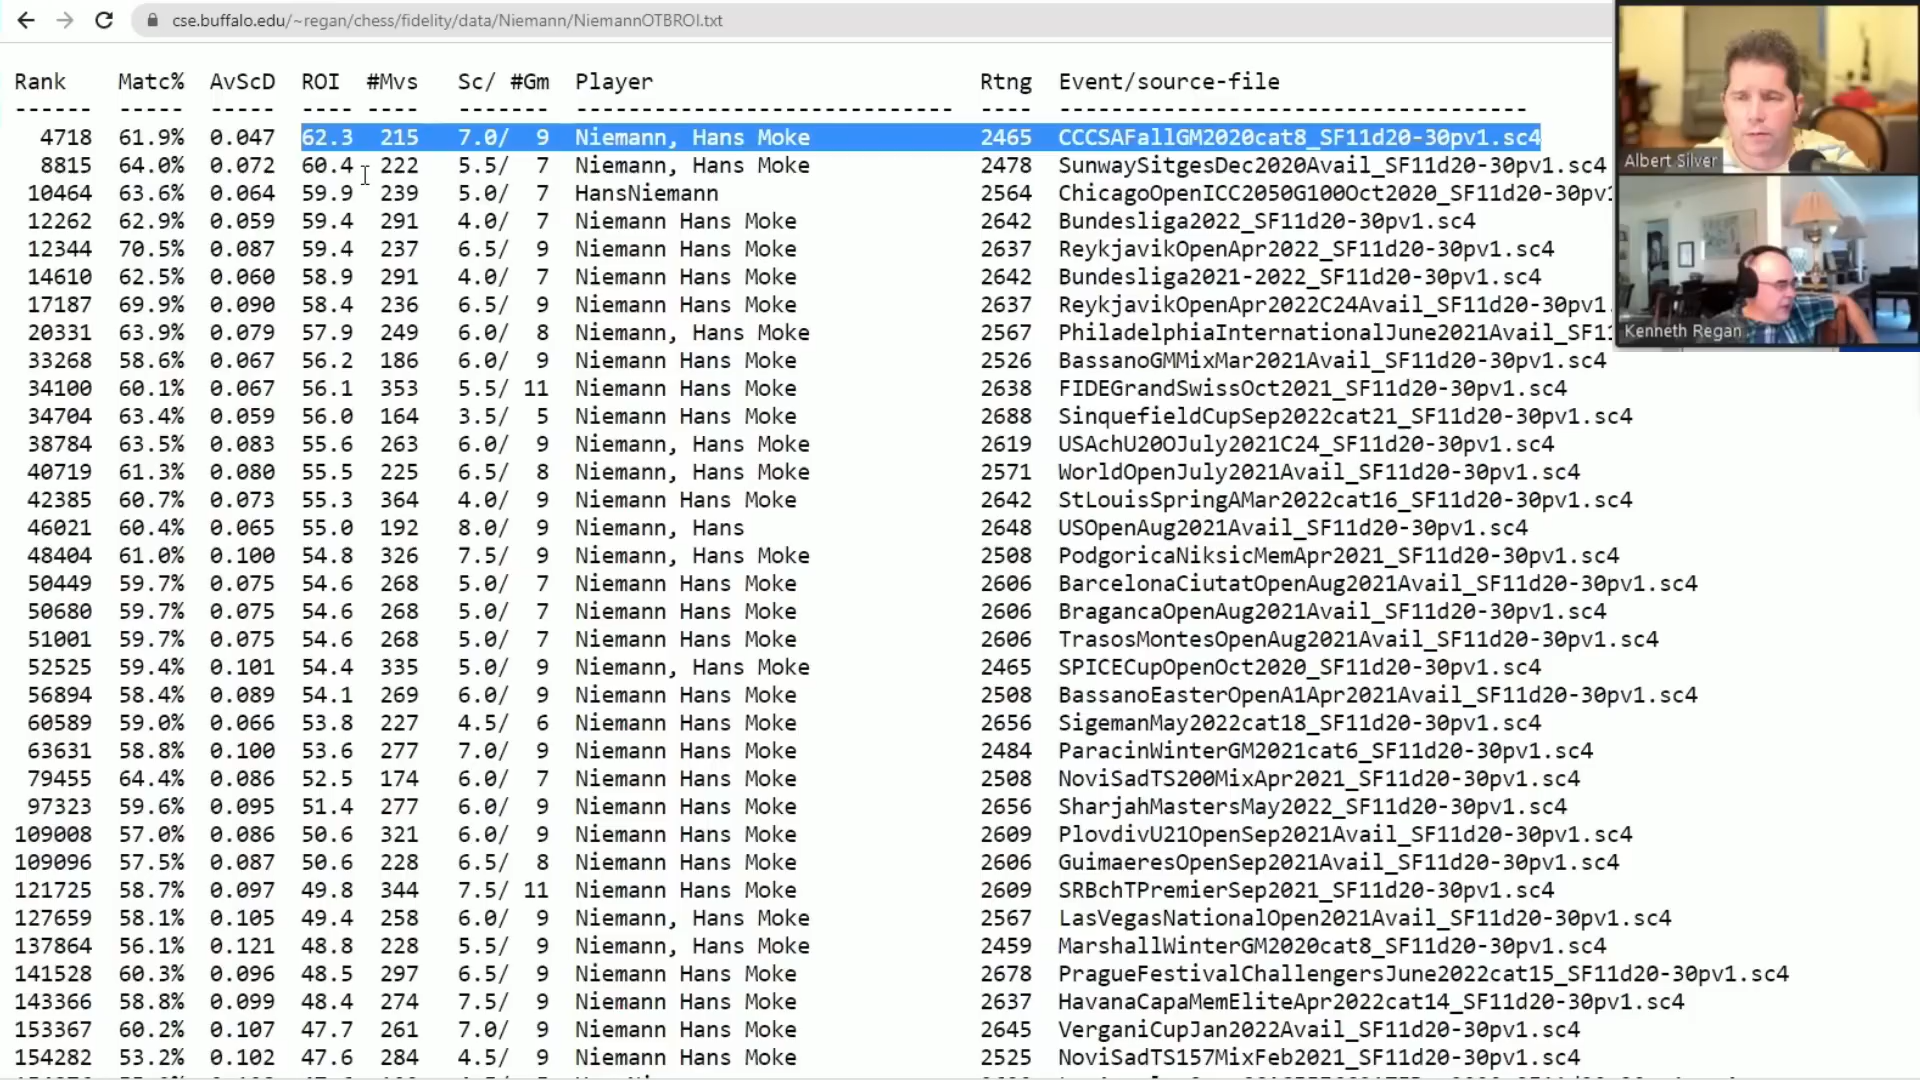 cse.buffalo.edu/~regan/chess/fidelity/data/Niemann/NiemannOTBROI.txt
Rank Matc% AvScD ROI #Mvs Sc/ #Gm Player Rtng Event/source-file
------ ----- ----- ---- ---- ---/--- ----------------------------- ---- ------------------------------------
4718 61.9% 0.047 62.3 215 7.0/ 9 Niemann, Hans Moke 2465 CCCSAFallGM2020cat8_SF11d20-30pv1.sc4
8815 64.0% 0.072 60.4 222 5.5/ 7 Niemann, Hans Moke 2478 SunwaySitgesDec2020Avail_SF11d20-30pv1.sc4
10464 63.6% 0.064 59.9 239 5.0/ 7 HansNiemann 2564 ChicagoOpenICC2050G100Oct2020_SF11d20-30pv1.
12262 62.9% 0.059 59.4 291 4.0/ 7 Niemann Hans Moke 2642 Bundesliga2022_SF11d20-30pv1.sc4
12344 70.5% 0.087 59.4 237 6.5/ 9 Niemann Hans Moke 2637 ReykjavikOpenApr2022_SF11d20-30pv1.sc4
14610 62.5% 0.060 58.9 291 4.0/ 7 Niemann Hans Moke 2642 Bundesliga2021-2022_SF11d20-30pv1.sc4
17187 69.9% 0.090 58.4 236 6.5/ 9 Niemann Hans Moke 2637 ReykjavikOpenApr2022C24Avail_SF11d20-30pv1.
20331 63.9% 0.079 57.9 249 6.0/ 8 Niemann, Hans Moke 2567 PhiladelphiaInternationalJune2021Avail_SF11
33268 58.6% 0.067 56.2 186 6.0/ 9 Niemann, Hans Moke 2526 BassanoGMMixMar2021Avail_SF11d20-30pv1.sc4
34100 60.1% 0.067 56.1 353 5.5/ 11 Niemann Hans Moke 2638 FIDEGrandSwissOct2021_SF11d20-30pv1.sc4
34704 63.4% 0.059 56.0 164 3.5/ 5 Niemann Hans Moke 2688 SinquefieldCupSep2022cat21_SF11d20-30pv1.sc4
38784 63.5% 0.083 55.6 263 6.0/ 9 Niemann, Hans Moke 2619 USAchU20OJuly2021C24_SF11d20-30pv1.sc4
40719 61.3% 0.080 55.5 225 6.5/ 8 Niemann, Hans Moke 2571 WorldOpenJuly2021Avail_SF11d20-30pv1.sc4
42385 60.7% 0.073 55.3 364 4.0/ 9 Niemann Hans Moke 2642 StLouisSpringAMar2022cat16_SF11d20-30pv1.sc4
46021 60.4% 0.065 55.0 192 8.0/ 9 Niemann, Hans 2648 USOpenAug2021Avail_SF11d20-30pv1.sc4
48404 61.0% 0.100 54.8 326 7.5/ 9 Niemann, Hans Moke 2508 PodgoricaNiksicMemApr2021_SF11d20-30pv1.sc4
50449 59.7% 0.075 54.6 268 5.0/ 7 Niemann Hans Moke 2606 BarcelonaCiutatOpenAug2021Avail_SF11d20-30pv1.sc4
50680 59.7% 0.075 54.6 268 5.0/ 7 Niemann Hans Moke 2606 BragancaOpenAug2021Avail_SF11d20-30pv1.sc4
51001 59.7% 0.075 54.6 268 5.0/ 7 Niemann Hans Moke 2606 TrasosMontesOpenAug2021Avail_SF11d20-30pv1.sc4
52525 59.4% 0.101 54.4 335 5.0/ 9 Niemann, Hans Moke 2465 SPICECupOpenOct2020_SF11d20-30pv1.sc4
56894 58.4% 0.089 54.1 269 6.0/ 9 Niemann Hans Moke 2508 BassanoEasterOpenA1Apr2021Avail_SF11d20-30pv1.sc4
60589 59.0% 0.066 53.8 227 4.5/ 6 Niemann Hans Moke 2656 SigemanMay2022cat18_SF11d20-30pv1.sc4
63631 58.8% 0.100 53.6 277 7.0/ 9 Niemann Hans Moke 2484 ParacinWinterGM2021cat6_SF11d20-30pv1.sc4
79455 64.4% 0.086 52.5 174 6.0/ 7 Niemann Hans Moke 2508 NoviSadTS200MixApr2021_SF11d20-30pv1.sc4
97323 59.6% 0.095 51.4 277 6.0/ 9 Niemann Hans Moke 2656 SharjahMastersMay2022_SF11d20-30pv1.sc4
109008 57.0% 0.086 50.6 321 6.0/ 9 Niemann Hans Moke 2609 PlovdivU21OpenSep2021Avail_SF11d20-30pv1.sc4
109096 57.5% 0.087 50.6 228 6.5/ 8 Niemann Hans Moke 2606 GuimaeresOpenSep2021Avail_SF11d20-30pv1.sc4
121725 58.7% 0.097 49.8 344 7.5/ 11 Niemann Hans Moke 2609 SRBchTPremierSep2021_SF11d20-30pv1.sc4
127659 58.1% 0.105 49.4 258 6.0/ 9 Niemann, Hans Moke 2567 LasVegasNationalOpen2021Avail_SF11d20-30pv1.sc4
137864 56.1% 0.121 48.8 228 5.5/ 9 Niemann, Hans Moke 2459 MarshallWinterGM2020cat8_SF11d20-30pv1.sc4
141528 60.3% 0.096 48.5 297 6.5/ 9 Niemann Hans Moke 2678 PragueFestivalChallengersJune2022cat15_SF11d20-30pv1.sc4
143366 58.8% 0.099 48.4 274 7.5/ 9 Niemann Hans Moke 2637 HavanaCapaMemEliteApr2022cat14_SF11d20-30pv1.sc4
153367 60.2% 0.107 47.7 261 7.0/ 9 Niemann Hans Moke 2645 VerganiCupJan2022Avail_SF11d20-30pv1.sc4
154282 53.2% 0.102 47.6 284 4.5/ 9 Niemann Hans Moke 2525 NoviSadTS157MixFeb2021_SF11d20-30pv1.sc4
Albert Silver
Kenneth Regan